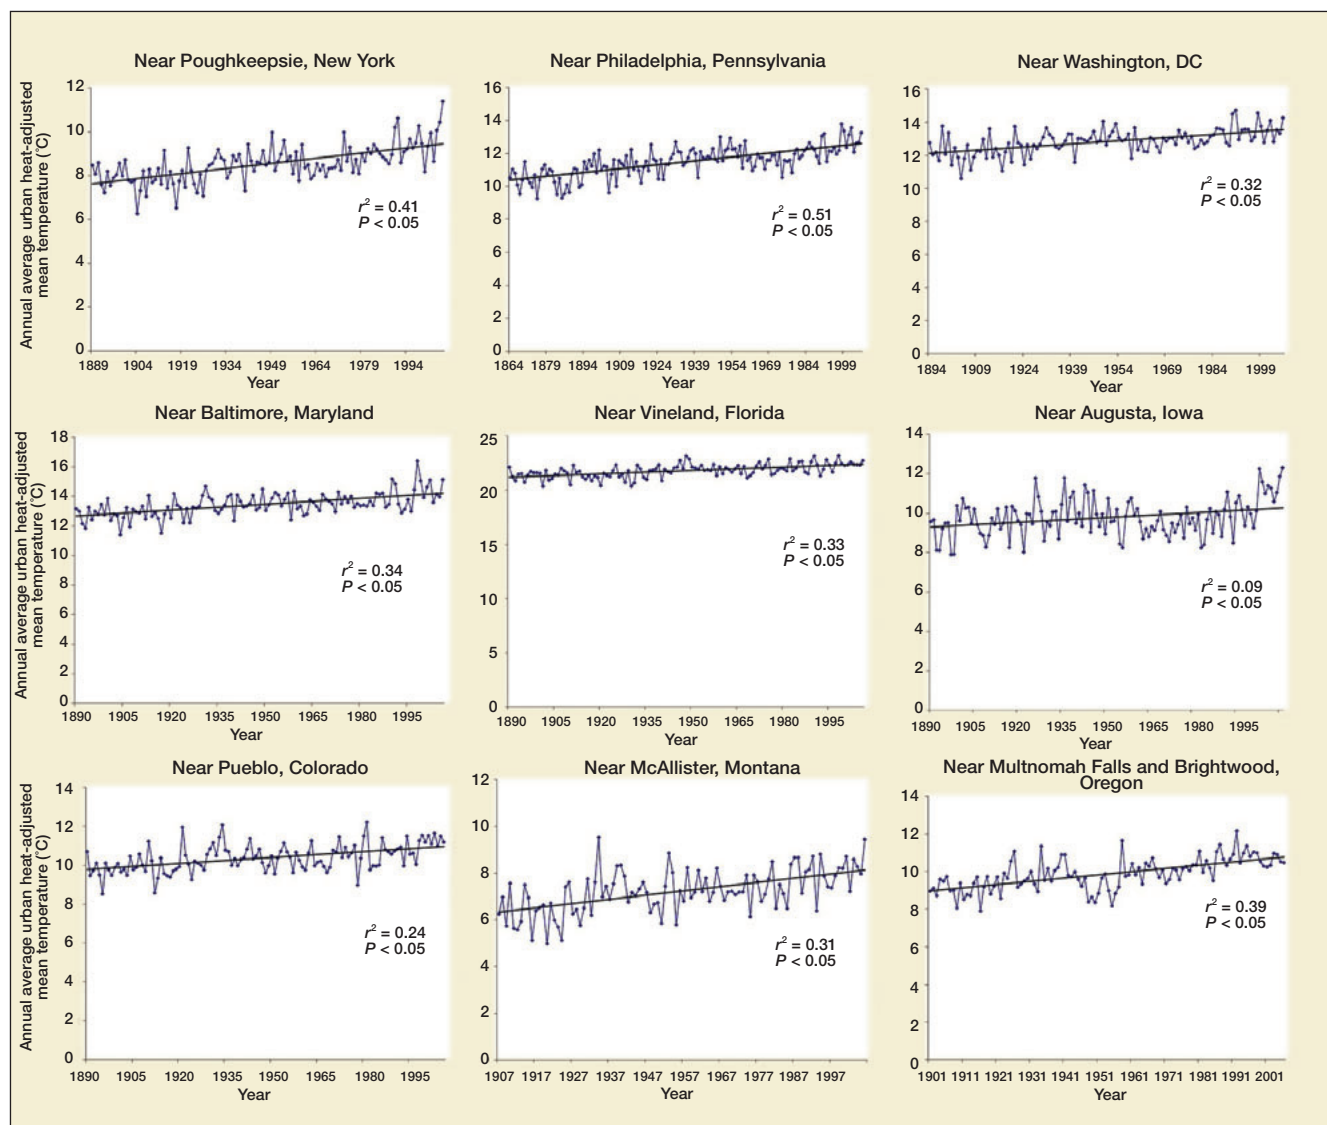 Near Poughkeepsie, New York
Annual average urban heat-adjusted
mean temperature (˚C)
12
10
8
6
4
2
0
r² = 0.41
P < 0.05
1889 1904 1919 1934 1949 1964 1979 1994
Year
Near Philadelphia, Pennsylvania
16
14
12
10
8
6
4
2
0
r² = 0.51
P < 0.05
1864 1879 1894 1909 1924 1939 1954 1969 1984 1999
Year
Near Washington, DC
16
14
12
10
8
6
4
2
0
r² = 0.32
P < 0.05
1894 1909 1924 1939 1954 1969 1984 1999
Year
Near Baltimore, Maryland
Annual average urban heat-adjusted
mean temperature (˚C)
18
16
14
12
10
8
6
4
2
0
r² = 0.34
P < 0.05
1890 1905 1920 1935 1950 1965 1980 1995
Year
Near Vineland, Florida
25
20
15
10
5
0
r² = 0.33
P < 0.05
1890 1905 1920 1935 1950 1965 1980 1995
Year
Near Augusta, Iowa
14
12
10
8
6
4
2
0
r² = 0.09
P < 0.05
1890 1905 1920 1935 1950 1965 1980 1995
Year
Near Pueblo, Colorado
Annual average urban heat-adjusted
mean temperature (˚C)
14
12
10
8
6
4
2
0
r² = 0.24
P < 0.05
1890 1905 1920 1935 1950 1965 1980 1995
Year
Near McAllister, Montana
12
10
8
6
4
2
0
r² = 0.31
P < 0.05
1907 1917 1927 1937 1947 1957 1967 1977 1987 1997
Year
Near Multnomah Falls and Brightwood,
Oregon
14
12
10
8
6
4
2
0
r² = 0.39
P < 0.05
1901 1911 1921 1931 1941 1951 1961 1971 1981 1991 2001
Year